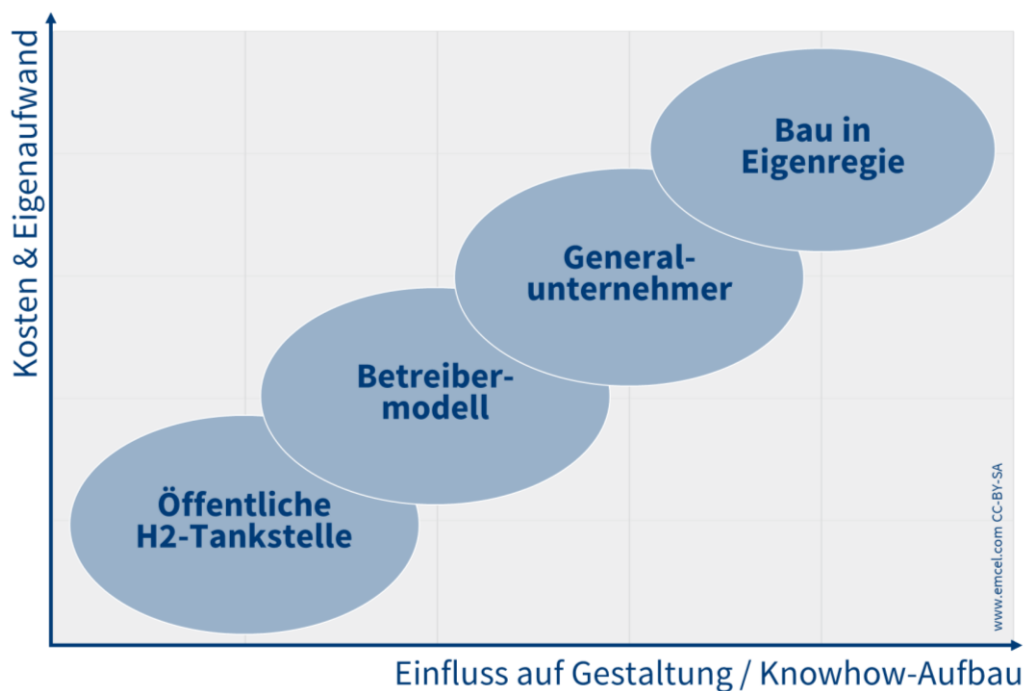 Kosten & Eigenaufwand
Bau in
Eigenregie
General-
unternehmer
Betreiber-
modell
Öffentliche
H2-Tankstelle
www.emcel.com CC-BY-SA
Einfluss auf Gestaltung / Knowhow-Aufbau